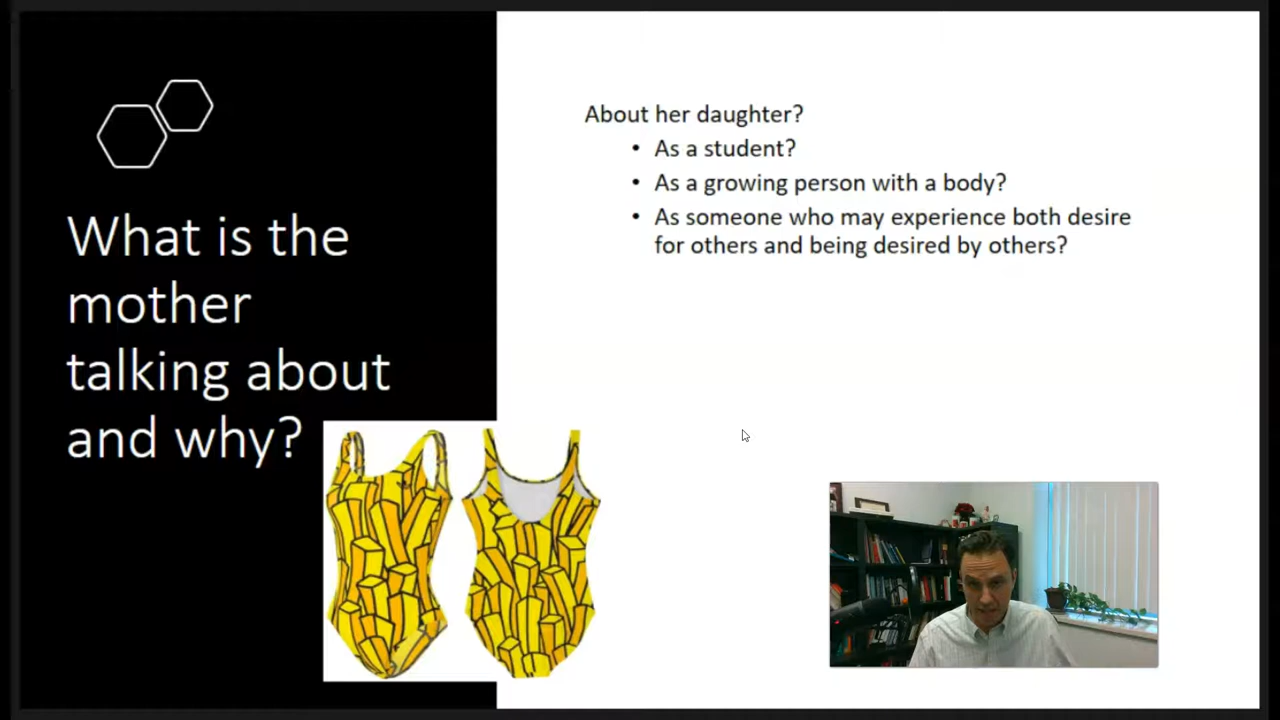 What is the
mother
talking about
and why?
About her daughter?
• As a student?
• As a growing person with a body?
• As someone who may experience both desire
for others and being desired by others?